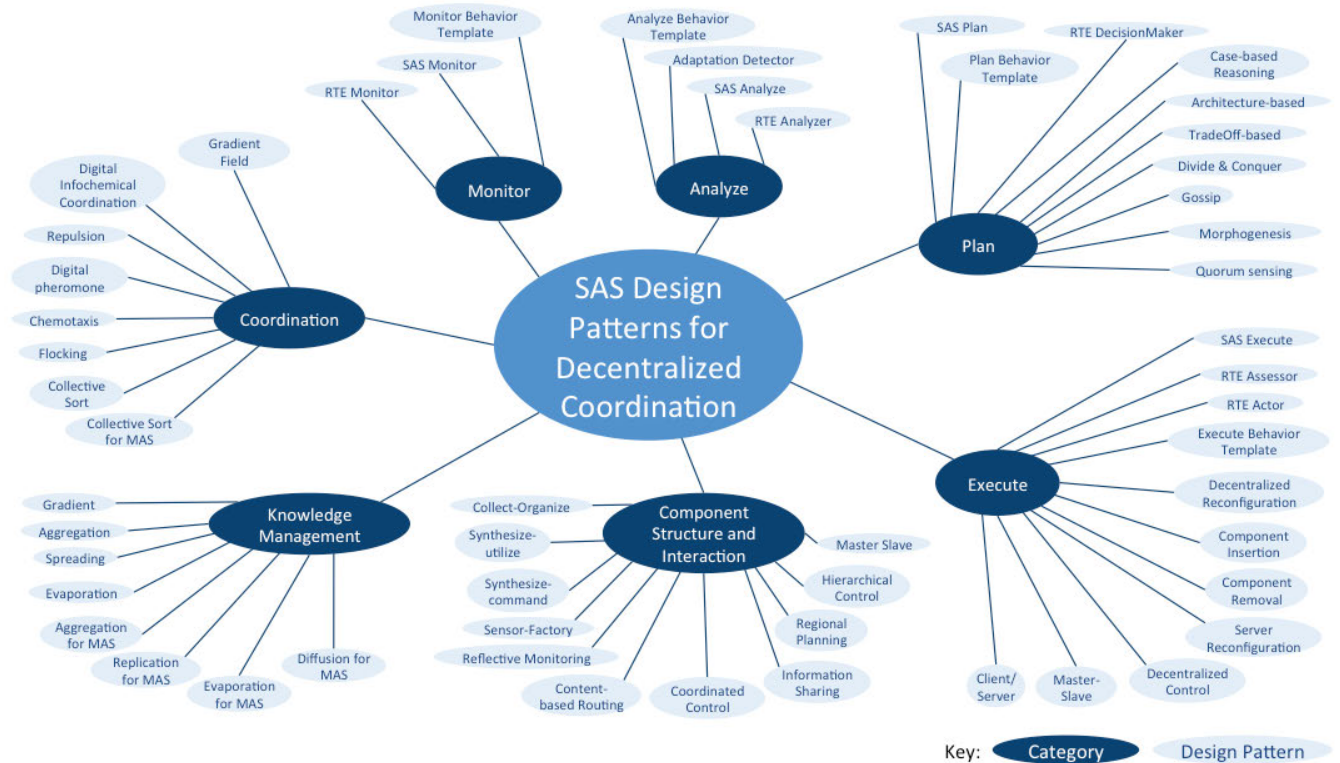 SAS Design
Patterns for
Decentralized
Coordination
Monitor
Monitor Behavior
Template
SAS Monitor
RTE Monitor
Analyze
Analyze Behavior
Template
Adaptation Detector
SAS Analyze
RTE Analyzer
Plan
SAS Plan
Plan Behavior
Template
RTE DecisionMaker
Case-based
Reasoning
Architecture-based
TradeOff-based
Divide & Conquer
Gossip
Morphogenesis
Quorum sensing
Coordination
Gradient
Field
Digital
Infochemical
Coordination
Repulsion
Digital
pheromone
Chemotaxis
Flocking
Collective
Sort
Collective Sort
for MAS
Execute
SAS Execute
RTE Assessor
RTE Actor
Execute Behavior
Template
Decentralized
Reconfiguration
Component
Insertion
Component
Removal
Server
Reconfiguration
Decentralized
Control
Master-
Slave
Client/
Server
Knowledge
Management
Gradient
Aggregation
Spreading
Evaporation
Aggregation
for MAS
Replication
for MAS
Evaporation
for MAS
Diffusion for
MAS
Component
Structure and
Interaction
Collect-Organize
Synthesize-
utilize
Synthesize-
command
Sensor-Factory
Reflective Monitoring
Content-
based Routing
Coordinated
Control
Information
Sharing
Regional
Planning
Hierarchical
Control
Master Slave
Key: Category Design Pattern